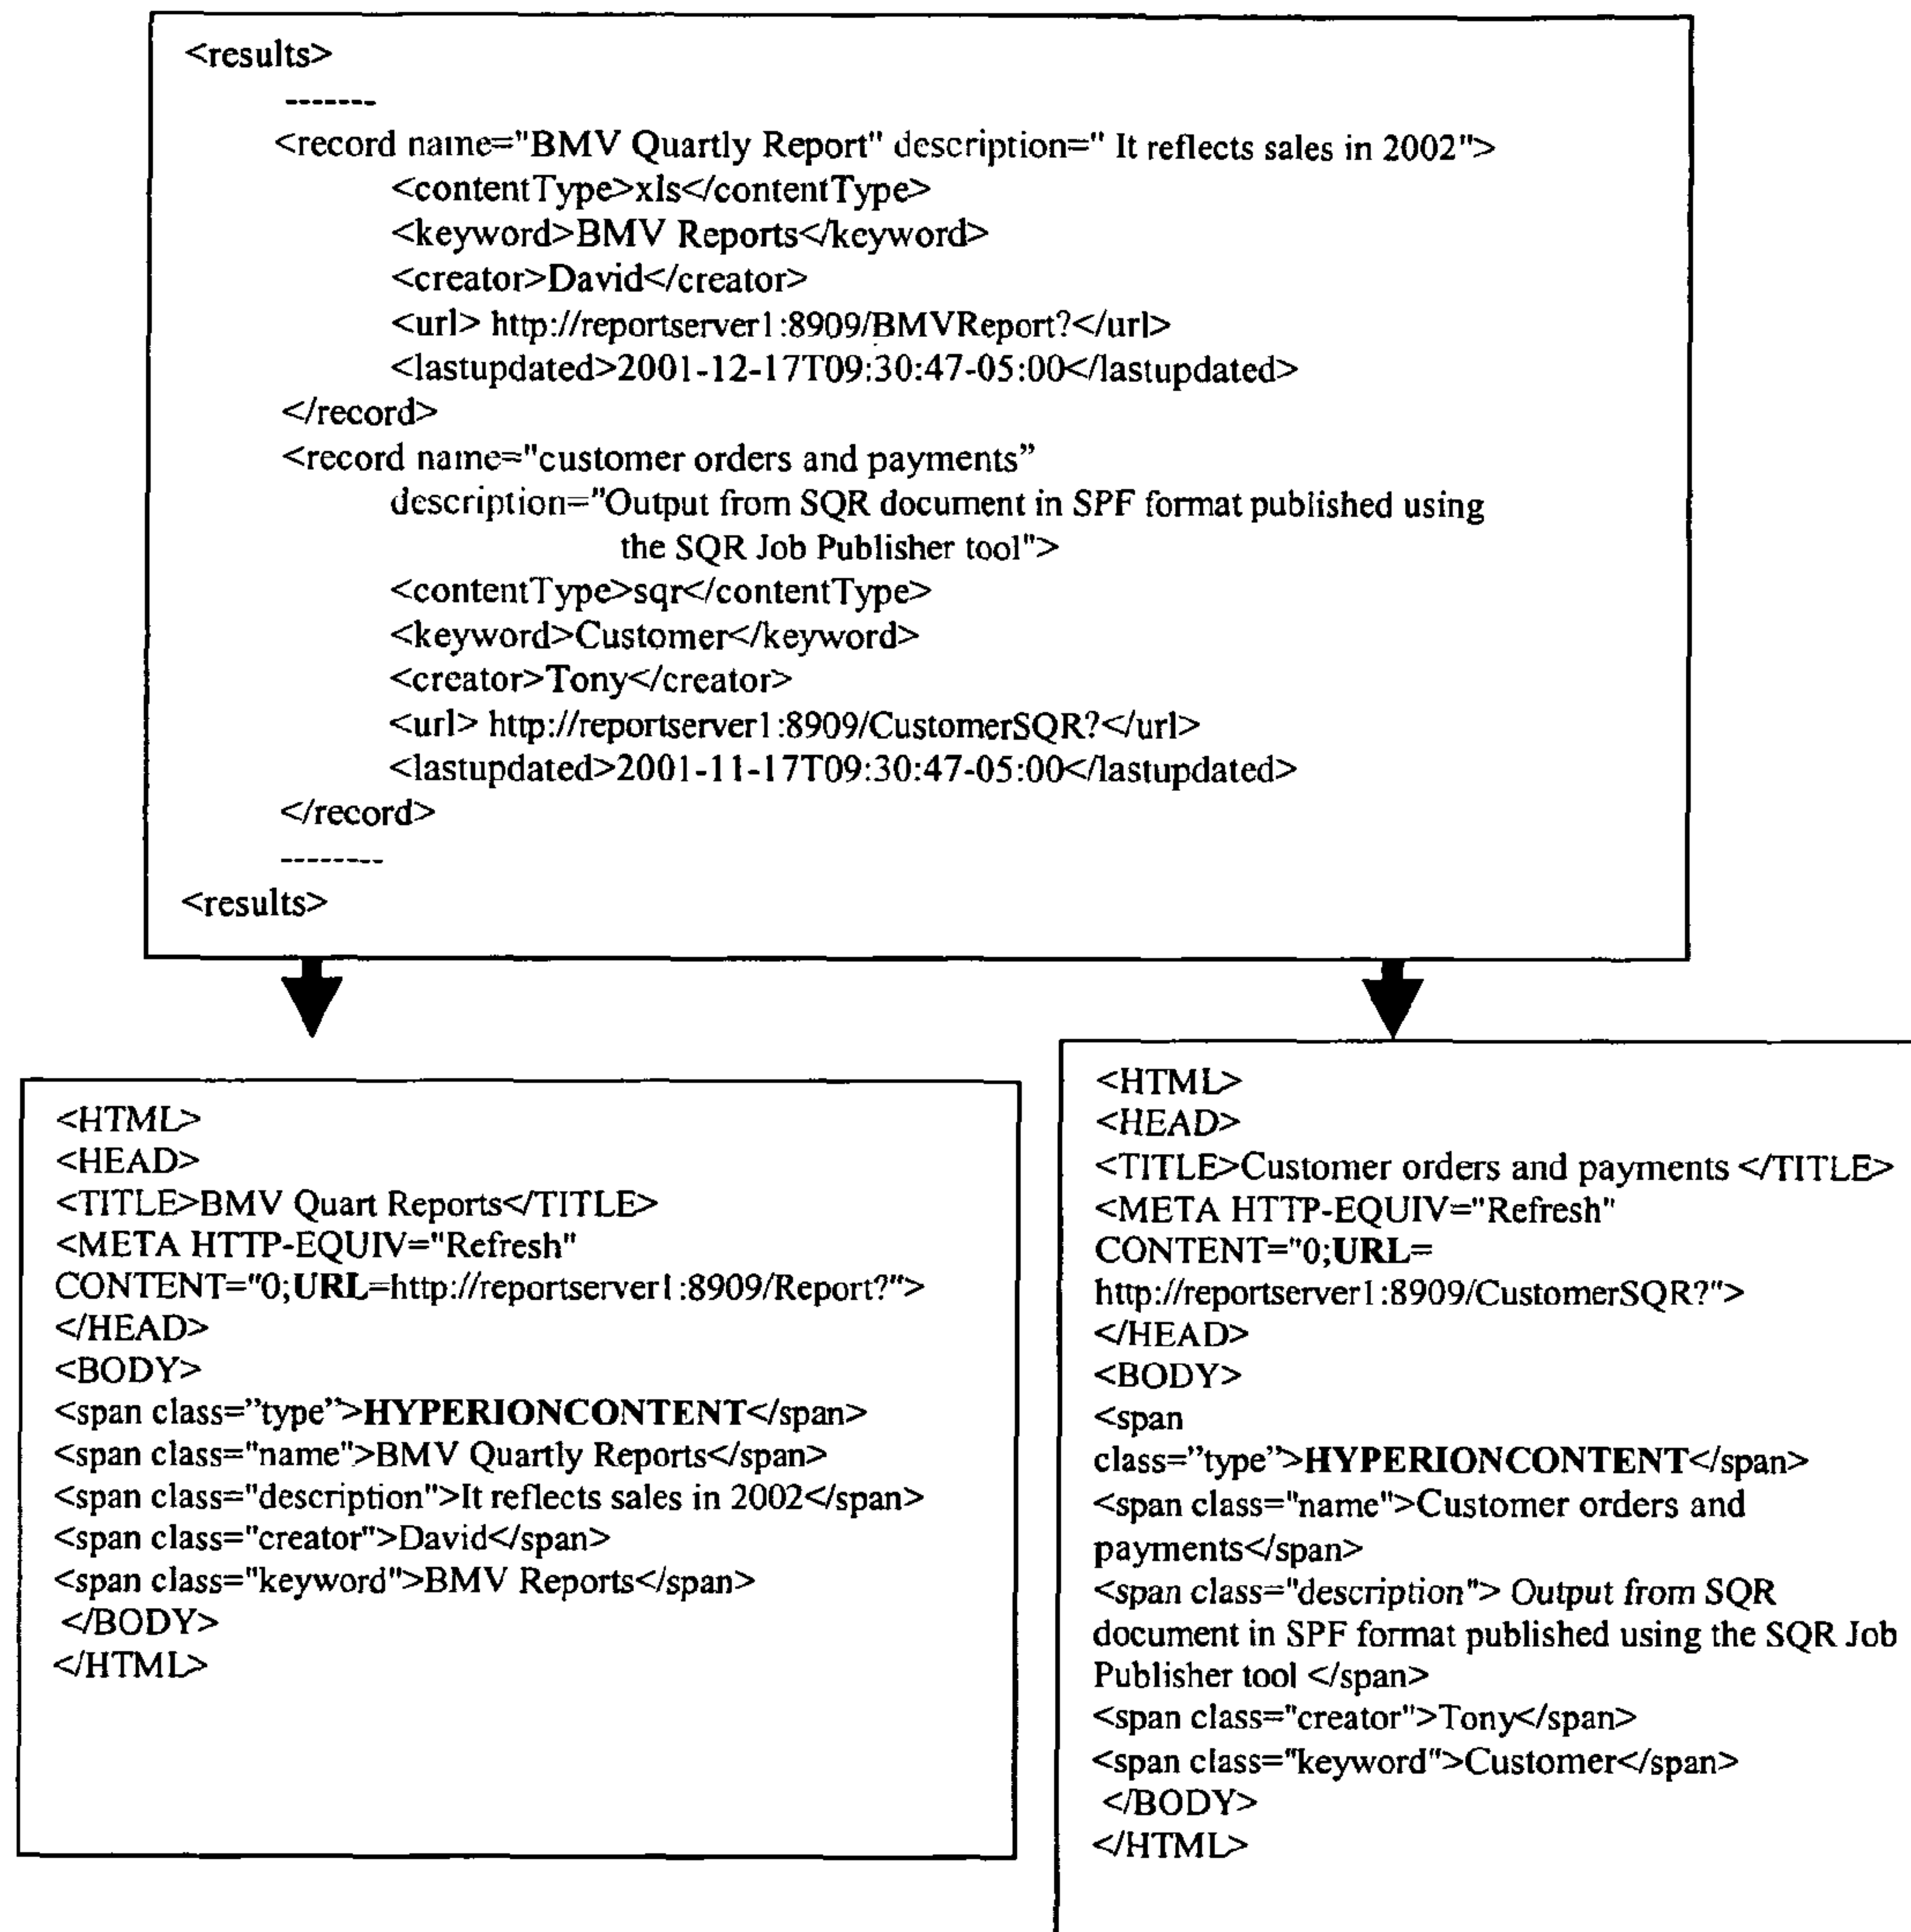 <results>
-------
<record name="BMV Quartly Report" description=" It reflects sales in 2002">
<contentType>xls</contentType>
<keyword>BMV Reports</keyword>
<creator>David</creator>
<url> http://reportserver1:8909/BMVReport?</url>
<lastupdated>2001-12-17T09:30:47-05:00</lastupdated>
</record>
<record name="customer orders and payments”
description="Output from SQR document in SPF format published using
the SQR Job Publisher tool">
<contentType>sqr</contentType>
<keyword>Customer</keyword>
<creator>Tony</creator>
<url> http://reportserver1:8909/CustomerSQR?</url>
<lastupdated>2001-11-17T09:30:47-05:00</lastupdated>
</record>
--------
<results>
<HTML>
<HEAD>
<TITLE>BMV Quart Reports</TITLE>
<META HTTP-EQUIV="Refresh"
CONTENT="0;URL=http://reportserver1:8909/Report?">
</HEAD>
<BODY>
<span class=”type”>HYPERIONCONTENT</span>
<span class="name">BMV Quartly Reports</span>
<span class="description">It reflects sales in 2002</span>
<span class="creator">David</span>
<span class="keyword">BMV Reports</span>
</BODY>
</HTML>
<HTML>
<HEAD>
<TITLE>Customer orders and payments </TITLE>
<META HTTP-EQUIV="Refresh"
CONTENT="0;URL=
http://reportserver1:8909/CustomerSQR?">
</HEAD>
<BODY>
<span
class=”type”>HYPERIONCONTENT</span>
<span class="name">Customer orders and
payments</span>
<span class="description"> Output from SQR
document in SPF format published using the SQR Job
Publisher tool </span>
<span class="creator">Tony</span>
<span class="keyword">Customer</span>
</BODY>
</HTML>